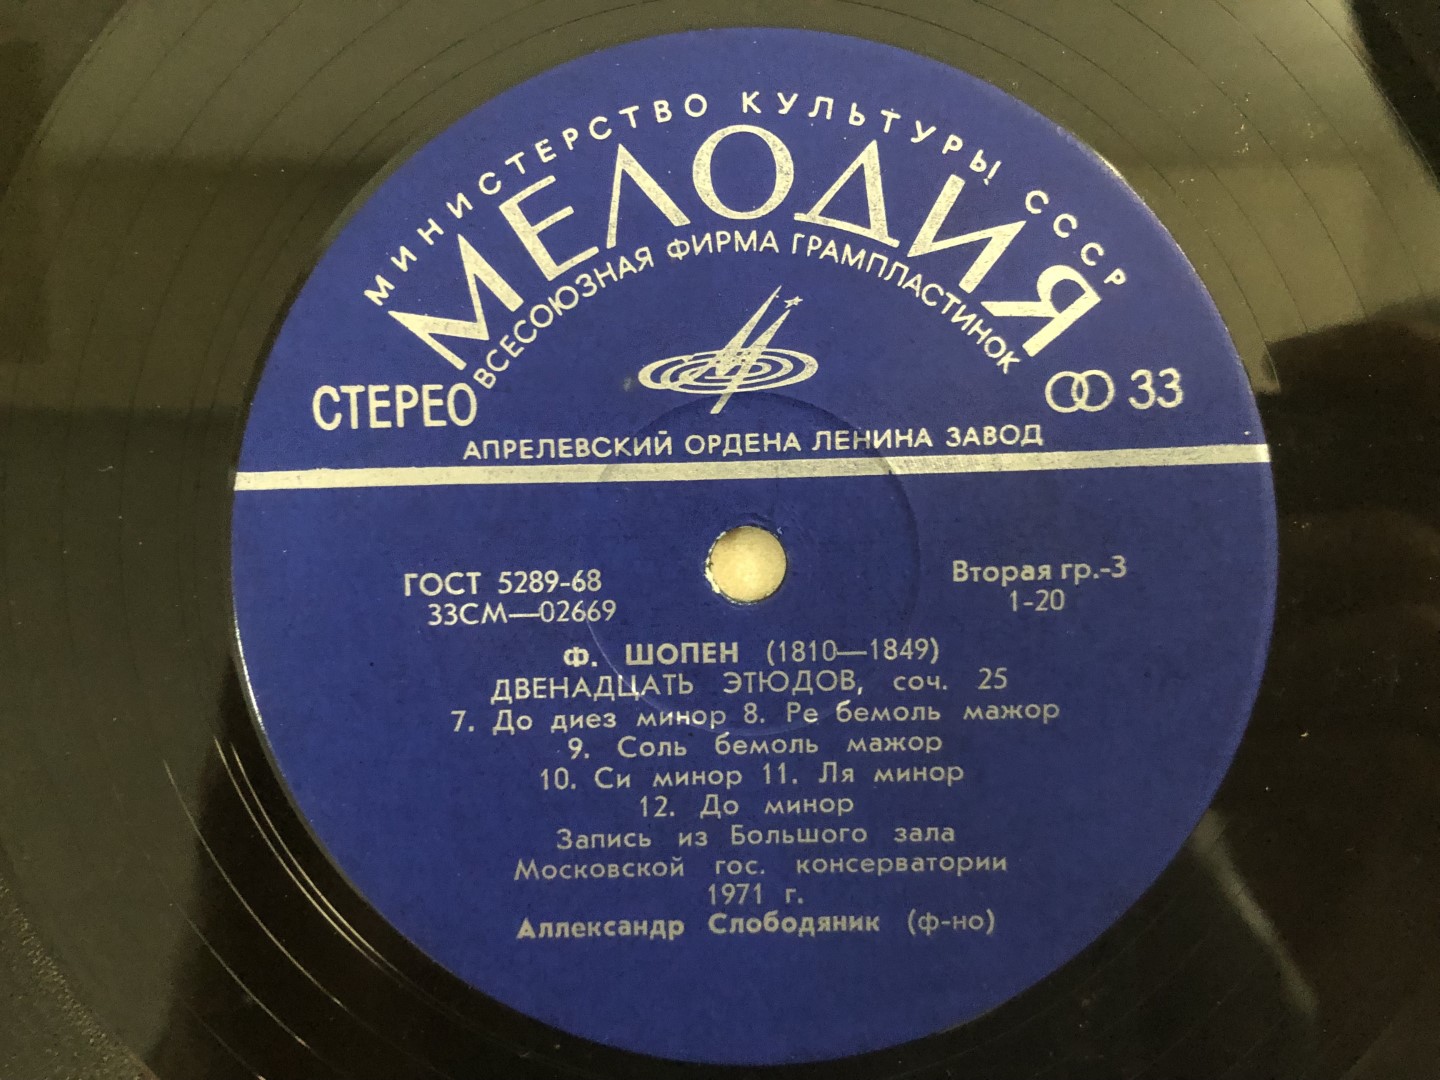 МИНИСТЕРСТВО КУЛЬТУРЫ СССР
МЕЛОДИЯ
ВСЕСОЮЗНАЯ ФИРМА ГРАМПЛАСТИНОК
СТЕРЕО 33
АПРЕЛЕВСКИЙ ОРДЕНА ЛЕНИНА ЗАВОД
ГОСТ 5289-68 Вторая гр.-3
33СМ—02669 1-20
Ф. ШОПЕН (1810—1849)
ДВЕНАДЦАТЬ ЭТЮДОВ, соч. 25
7. До диез минор 8. Ре бемоль мажор
9. Соль бемоль мажор
10. Си минор 11. Ля минор
12. До минор
Запись из Большого зала
Московской гос. консерватории
1971 г.
Аллександр Слободяник (ф-но)